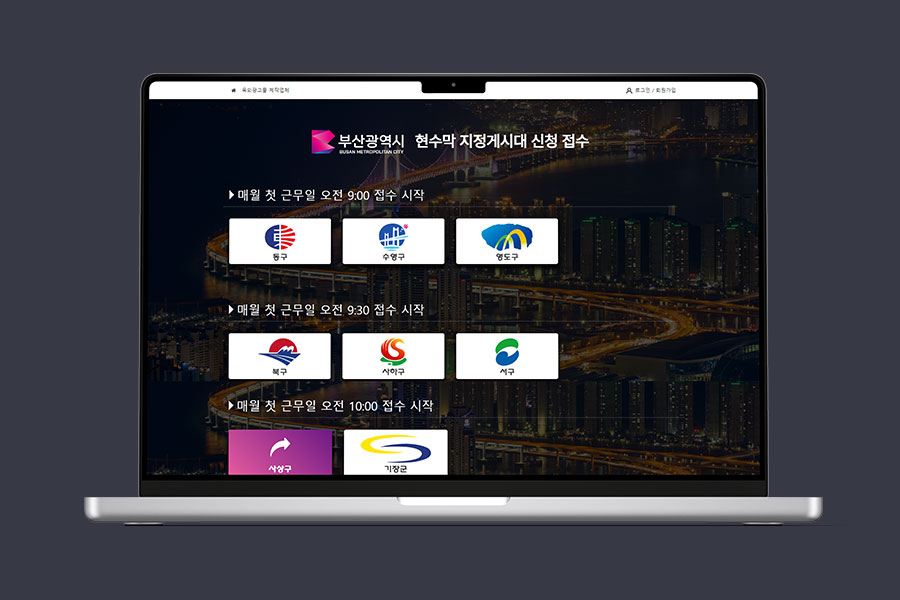 옥외광고물 제작업체
로그인 / 회원가입
부산광역시 현수막 지정게시대 신청 접수
BUSAN METROPOLITAN CITY
매월 첫 근무일 오전 9:00 접수 시작
동구
수영구
영도구
매월 첫 근무일 오전 9:30 접수 시작
북구
사하구
서구
매월 첫 근무일 오전 10:00 접수 시작
사상구
기장군